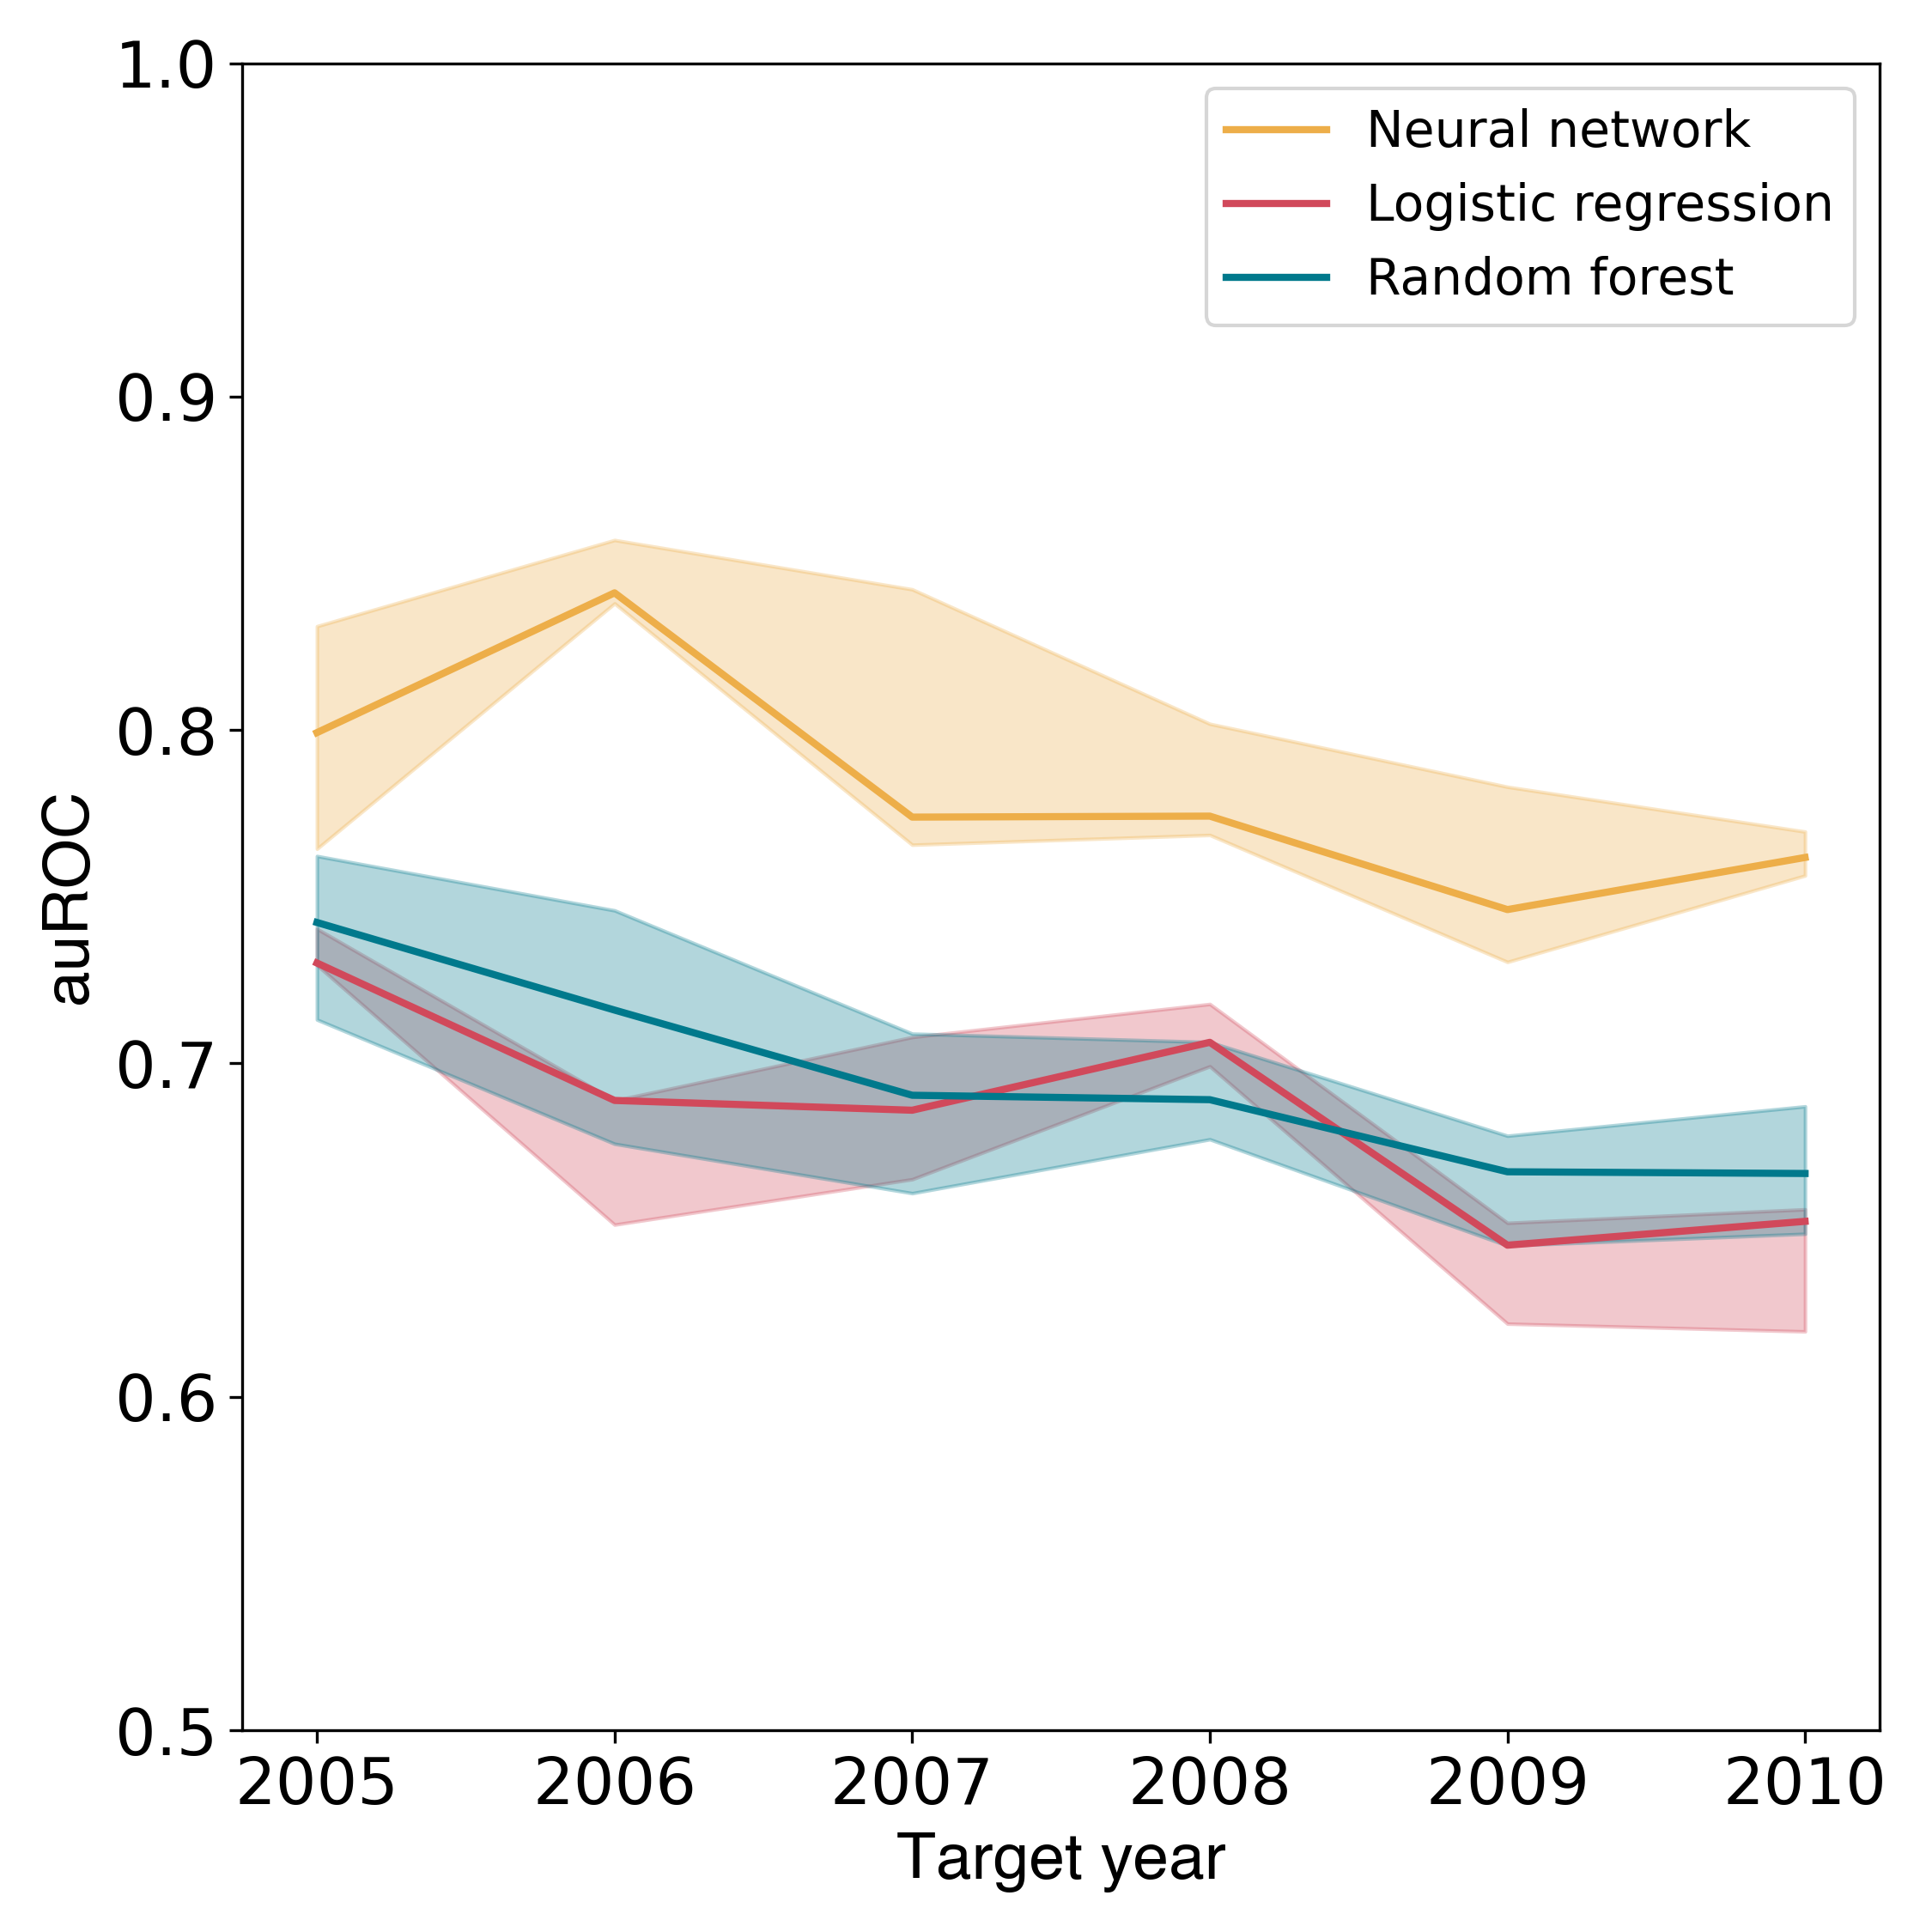 1.0
0.9
0.8
0.7
0.6
0.5
auROC
Neural network
Logistic regression
Random forest
2005 2006 2007 2008 2009 2010
Target year